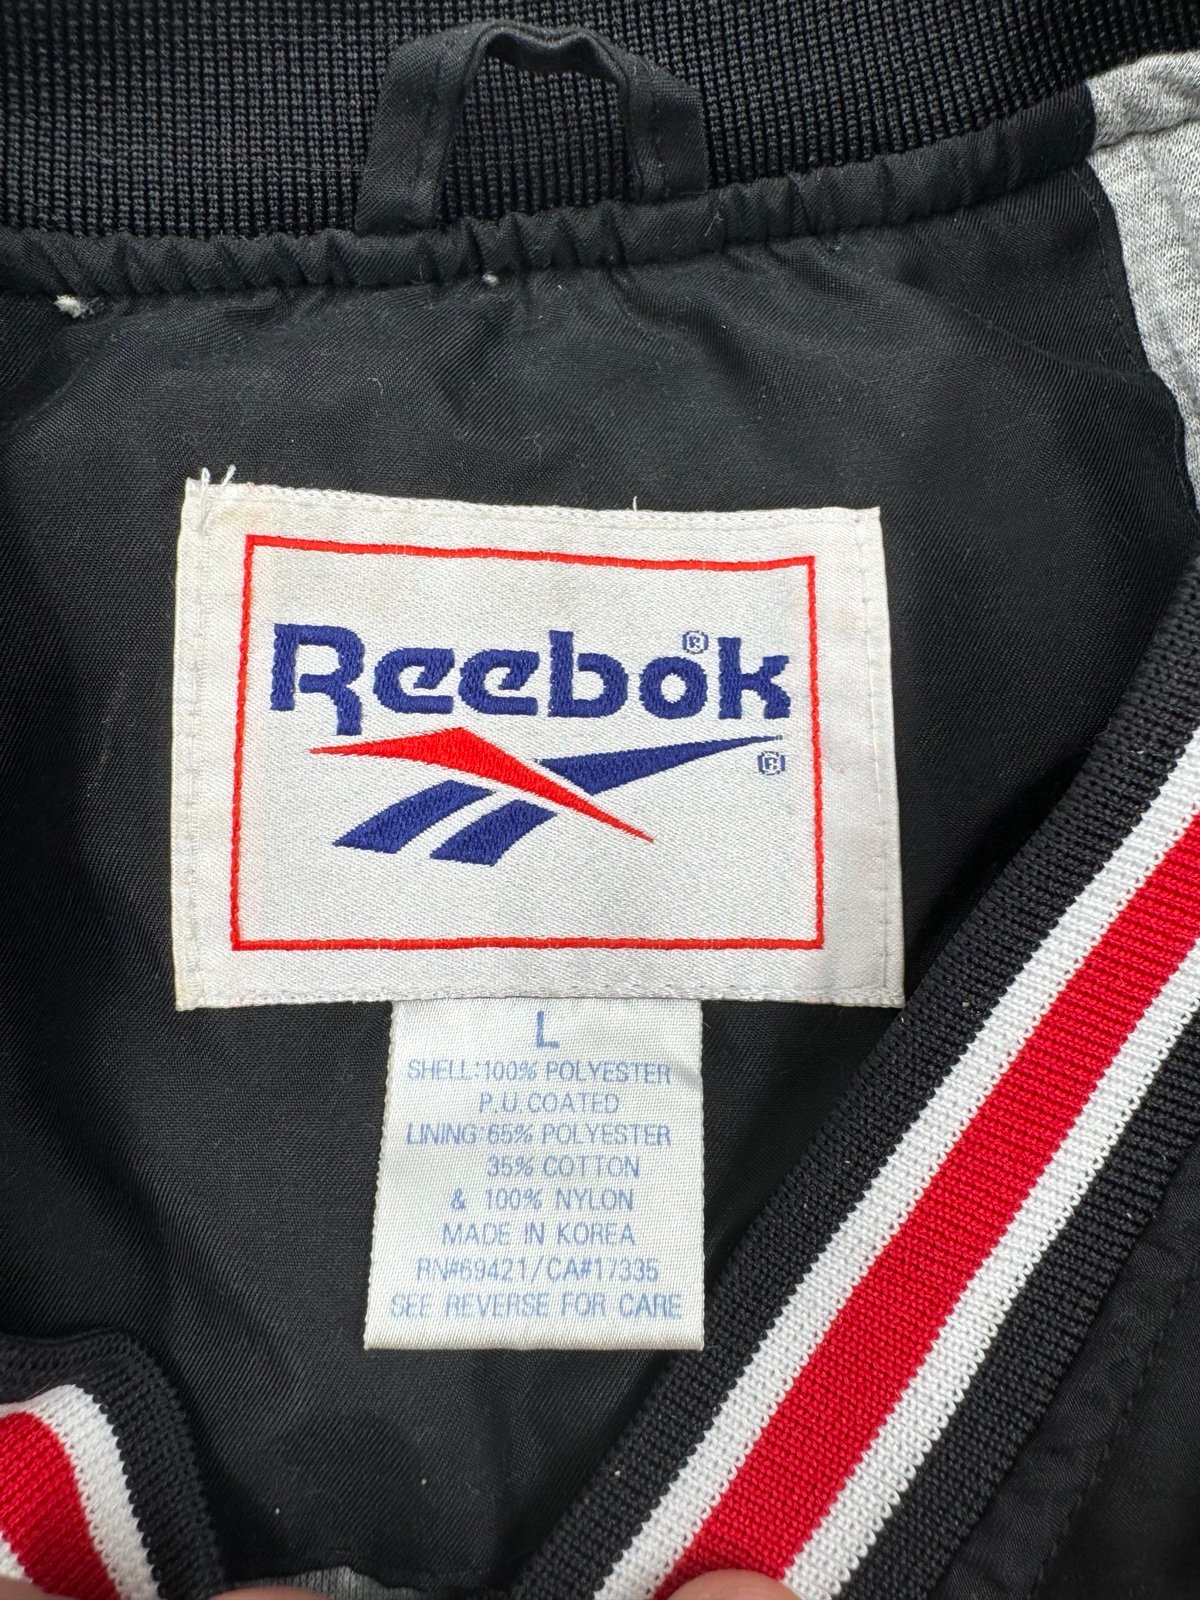 Reebok®
®
L
SHELL:100% POLYESTER
P.U.COATED
LINING:65% POLYESTER
35% COTTON
& 100% NYLON
MADE IN KOREA
RN#69421/CA#17335
SEE REVERSE FOR CARE